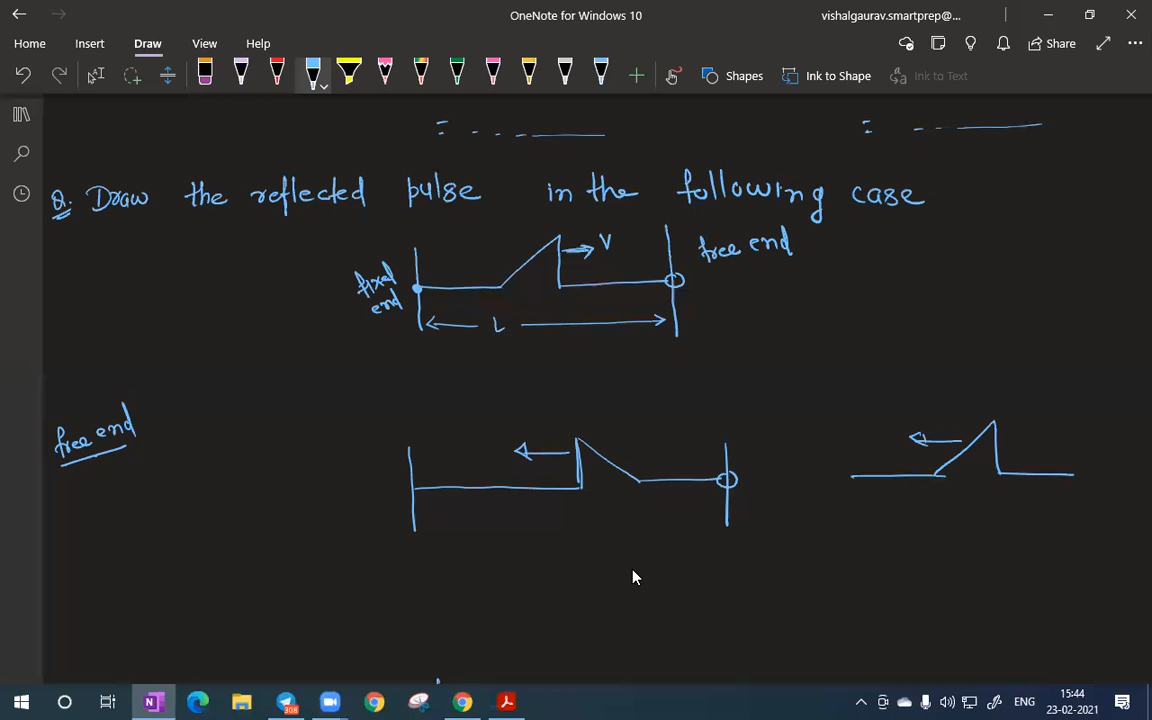 OneNote for Windows 10
vishalgaurav.smartprep@...
Home Insert Draw View Help
Share
Shapes
Ink to Shape
Ink to Text
Q. Draw the reflected pulse in the following case
V
free end
fixed
end
L
free end
15:44
ENG
23-02-2021